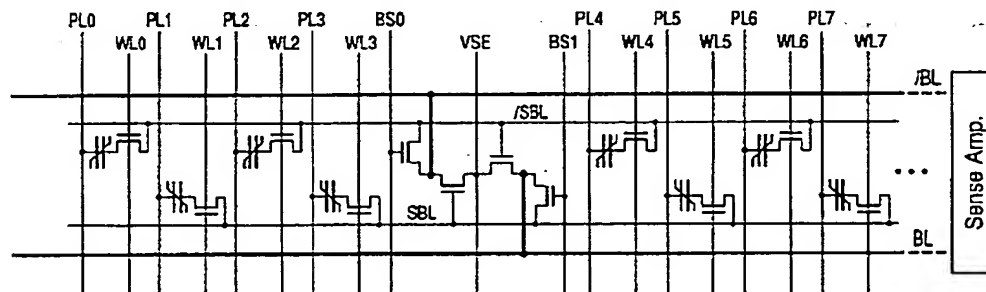 PL0 PL1 PL2 PL3 BS0 PL4 PL5 PL6 PL7
WL0 WL1 WL2 WL3 VSE BS1 WL4 WL5 WL6 WL7
/BL
/SBL
SBL
BL
Sense Amp.